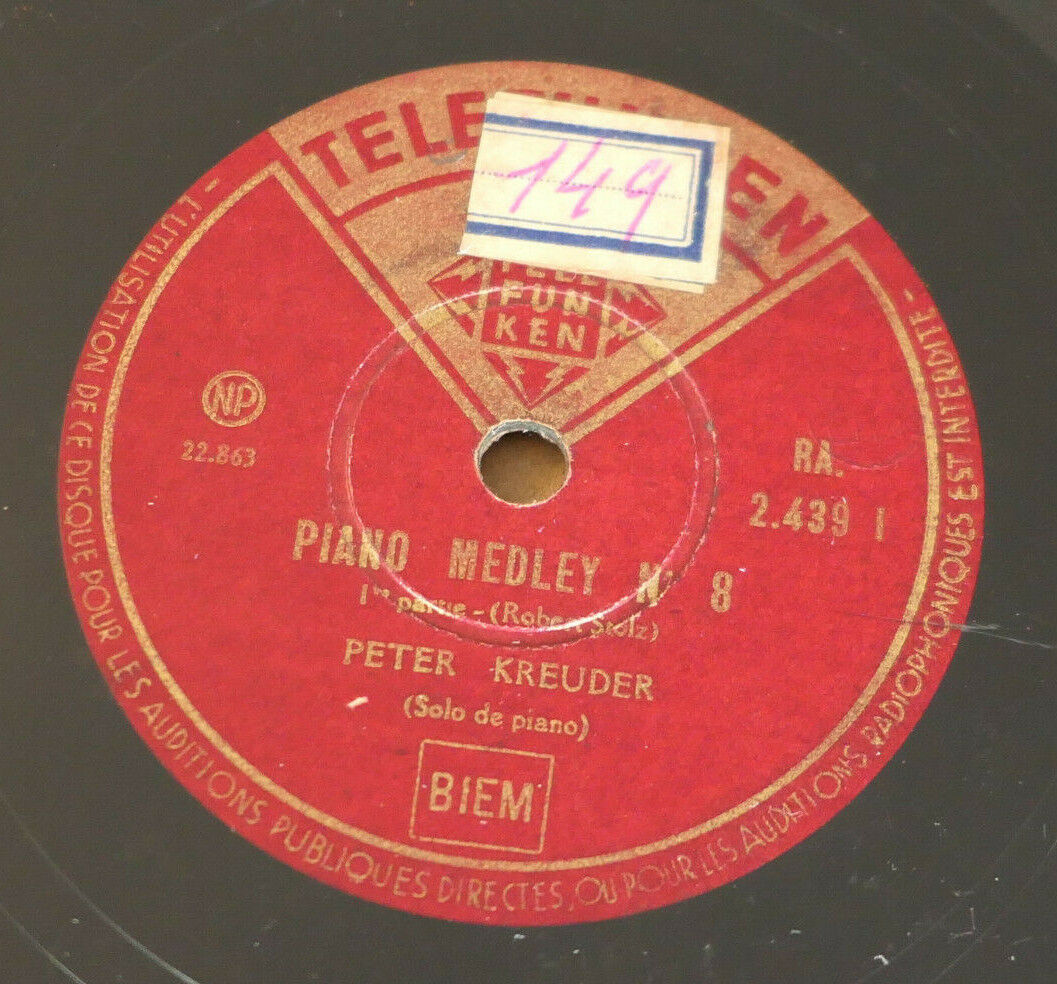 TELEFUNKEN
149
TELE
FUN
KEN
NP
22.863
RA.
2.439 I
PIANO MEDLEY N° 8
1re partie - (Robert Stolz)
PETER KREUDER
(Solo de piano)
BIEM
- L'UTILISATION DE CE DISQUE POUR LES AUDITIONS PUBLIQUES DIRECTES, OU POUR LES AUDITIONS RADIOPHONIQUES EST INTERDITE -